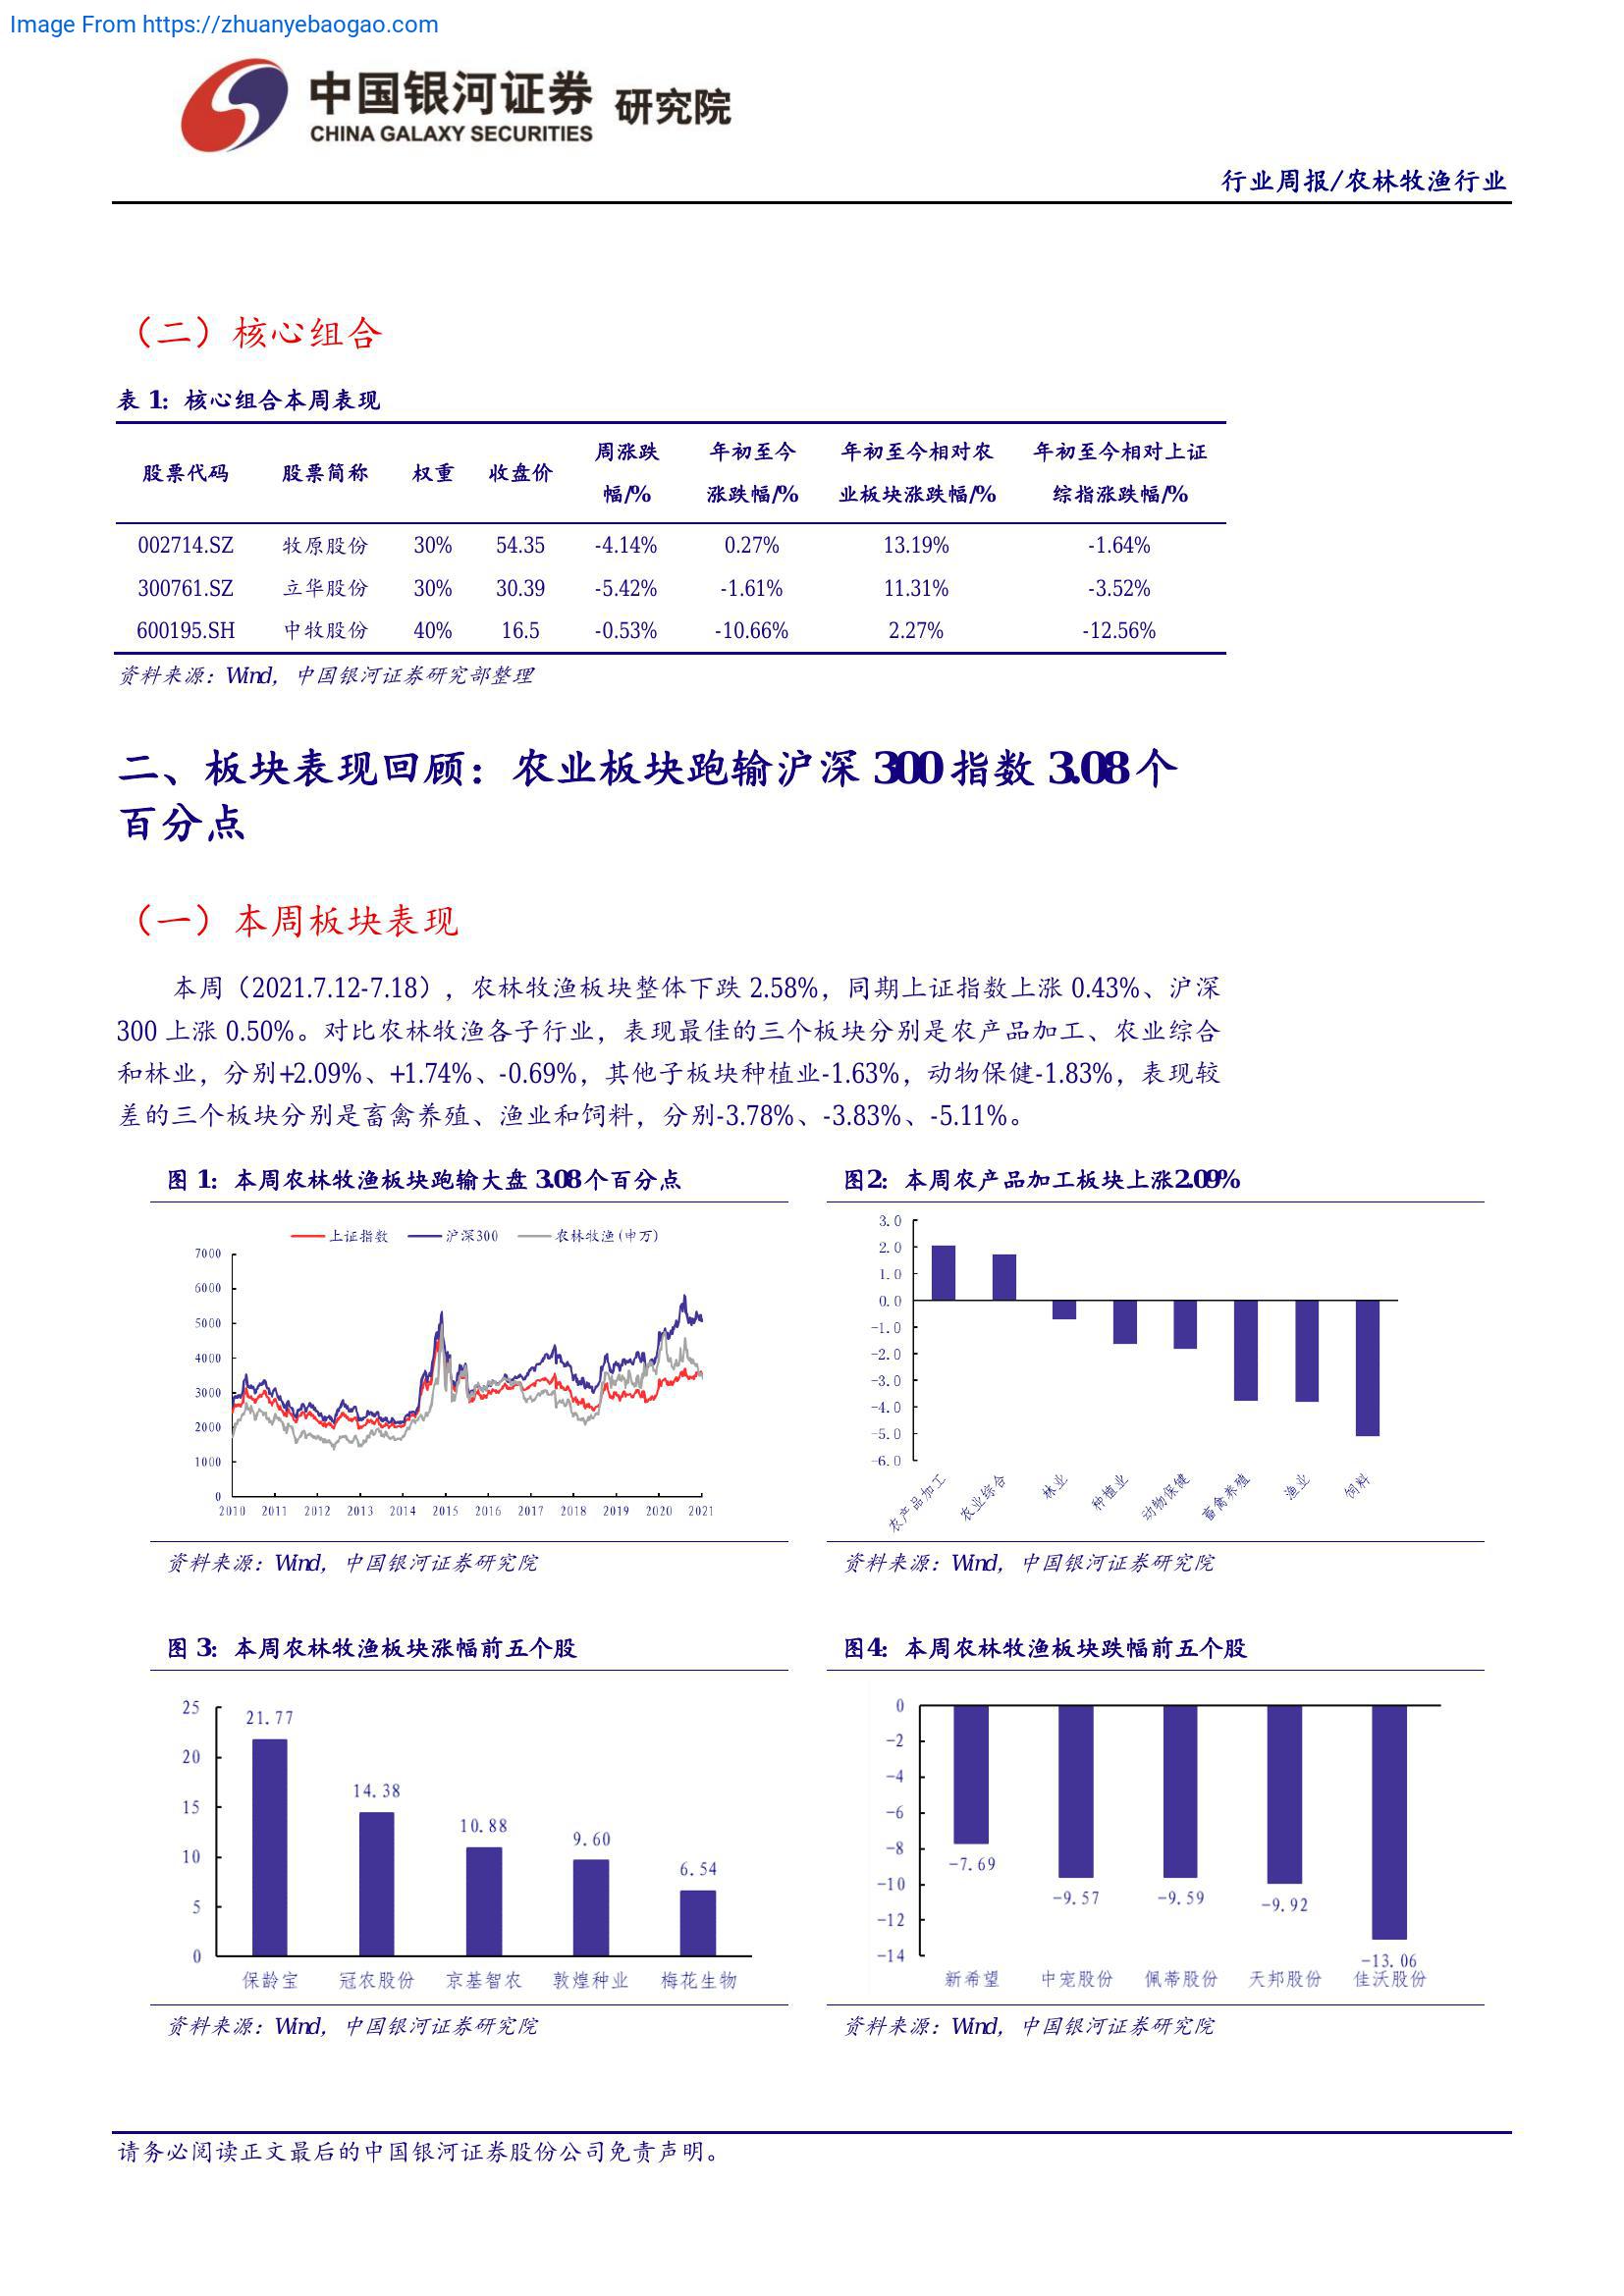 Image From https://zhuanyebaogao.com
中国银河证券 研究院
CHINA GALAXY SECURITIES
行业周报/农林牧渔行业
（二）核心组合
表 1：核心组合本周表现
股票代码 股票简称 权重 收盘价 周涨跌幅/% 年初至今涨跌幅/% 年初至今相对农业板块涨跌幅/% 年初至今相对上证综指涨跌幅/%
002714.SZ 牧原股份 30% 54.35 -4.14% 0.27% 13.19% -1.64%
300761.SZ 立华股份 30% 30.39 -5.42% -1.61% 11.31% -3.52%
600195.SH 中牧股份 40% 16.5 -0.53% -10.66% 2.27% -12.56%
资料来源：Wind，中国银河证券研究部整理
二、板块表现回顾：农业板块跑输沪深 300 指数 3.08 个
百分点
（一）本周板块表现
本周（2021.7.12-7.18），农林牧渔板块整体下跌 2.58%，同期上证指数上涨 0.43%、沪深
300 上涨 0.50%。对比农林牧渔各子行业，表现最佳的三个板块分别是农产品加工、农业综合
和林业，分别+2.09%、+1.74%、-0.69%，其他子板块种植业-1.63%，动物保健-1.83%，表现较
差的三个板块分别是畜禽养殖、渔业和饲料，分别-3.78%、-3.83%、-5.11%。
图 1：本周农林牧渔板块跑输大盘 3.08 个百分点
上证指数 沪深300 农林牧渔(申万)
7000
6000
5000
4000
3000
2000
1000
0
2010 2011 2012 2013 2014 2015 2016 2017 2018 2019 2020 2021
资料来源：Wind，中国银河证券研究院
图2：本周农产品加工板块上涨2.09%
3.0
2.0
1.0
0.0
-1.0
-2.0
-3.0
-4.0
-5.0
-6.0
农产品加工 农业综合 林业 种植业 动物保健 畜禽养殖 渔业 饲料
资料来源：Wind，中国银河证券研究院
图 3：本周农林牧渔板块涨幅前五个股
25
20
15
10
5
0
21.77 14.38 10.88 9.60 6.54
保龄宝 冠农股份 京基智农 敦煌种业 梅花生物
资料来源：Wind，中国银河证券研究院
图4：本周农林牧渔板块跌幅前五个股
0
-2
-4
-6
-8
-10
-12
-14
-7.69 -9.57 -9.59 -9.92 -13.06
新希望 中宠股份 佩蒂股份 天邦股份 佳沃股份
资料来源：Wind，中国银河证券研究院
请务必阅读正文最后的中国银河证券股份公司免责声明。